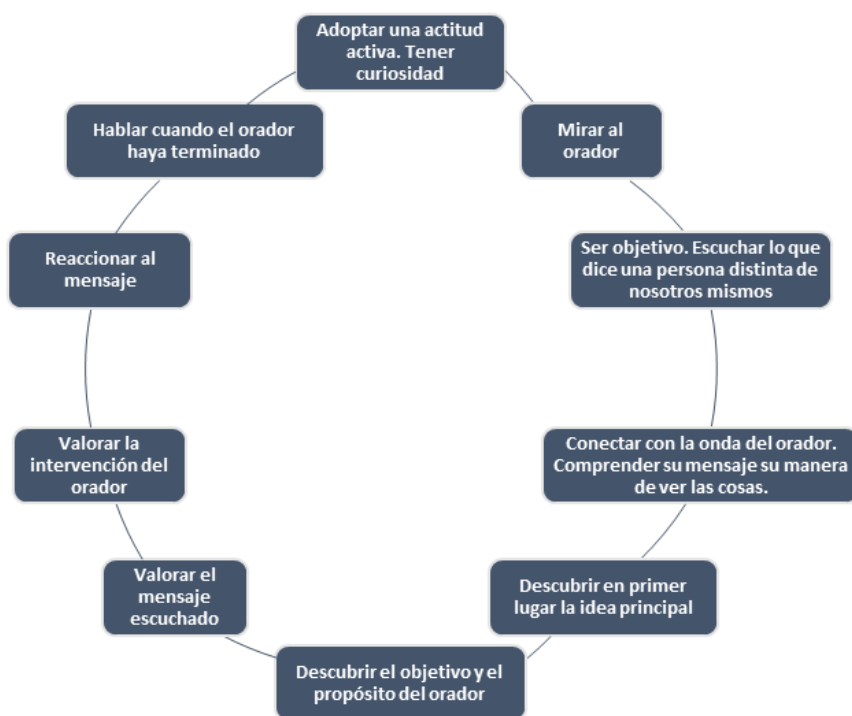 Adoptar una actitud
activa. Tener
curiosidad
Mirar al
orador
Ser objetivo. Escuchar lo que
dice una persona distinta de
nosotros mismos
Conectar con la onda del orador.
Comprender su mensaje su manera
de ver las cosas.
Descubrir en primer
lugar la idea principal
Descubrir el objetivo y el
propósito del orador
Valorar el
mensaje
escuchado
Valorar la
intervención del
orador
Reaccionar al
mensaje
Hablar cuando el orador
haya terminado